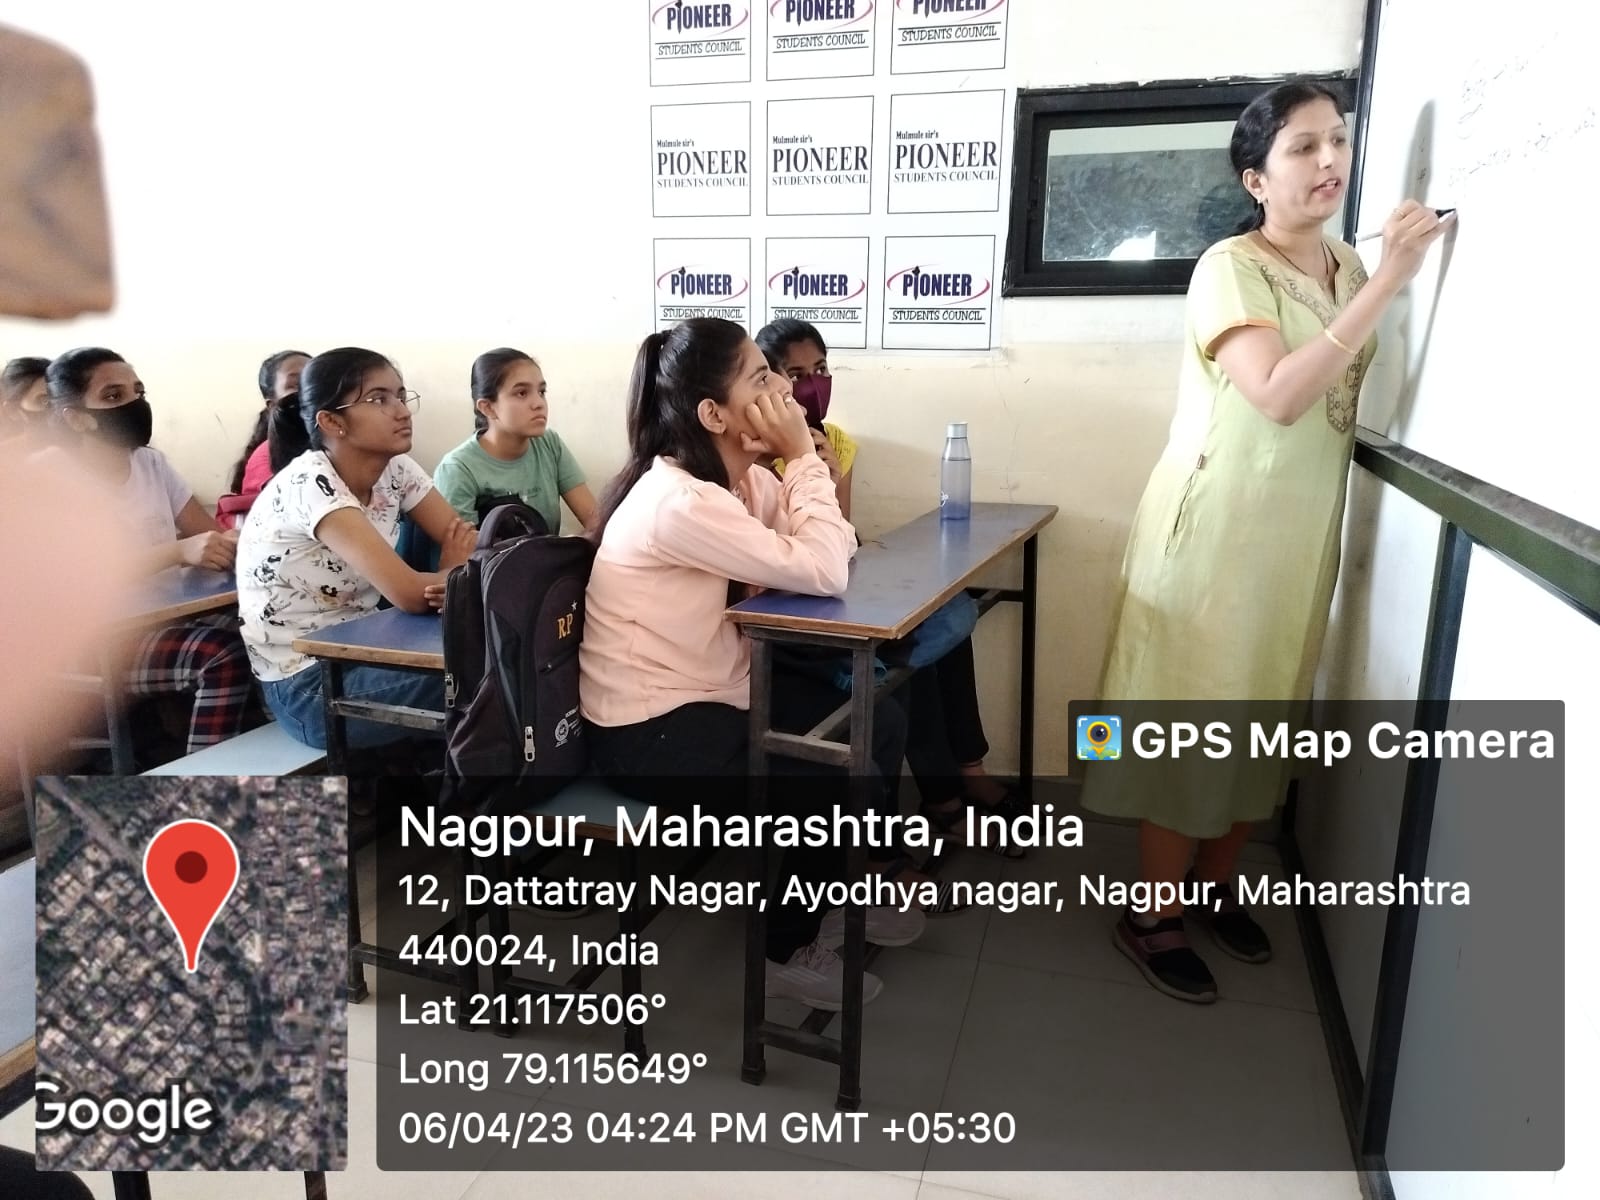 PIONEER
STUDENTS COUNCIL
PIONEER
STUDENTS COUNCIL
PIONEER
STUDENTS COUNCIL
Mulmule sir's
PIONEER
STUDENTS COUNCIL
Mulmule sir's
PIONEER
STUDENTS COUNCIL
Mulmule sir's
PIONEER
STUDENTS COUNCIL
PIONEER
STUDENTS COUNCIL
PIONEER
STUDENTS COUNCIL
PIONEER
STUDENTS COUNCIL
RP
GPS Map Camera
Nagpur, Maharashtra, India
12, Dattatray Nagar, Ayodhya nagar, Nagpur, Maharashtra
440024, India
Lat 21.117506°
Long 79.115649°
06/04/23 04:24 PM GMT +05:30
Google